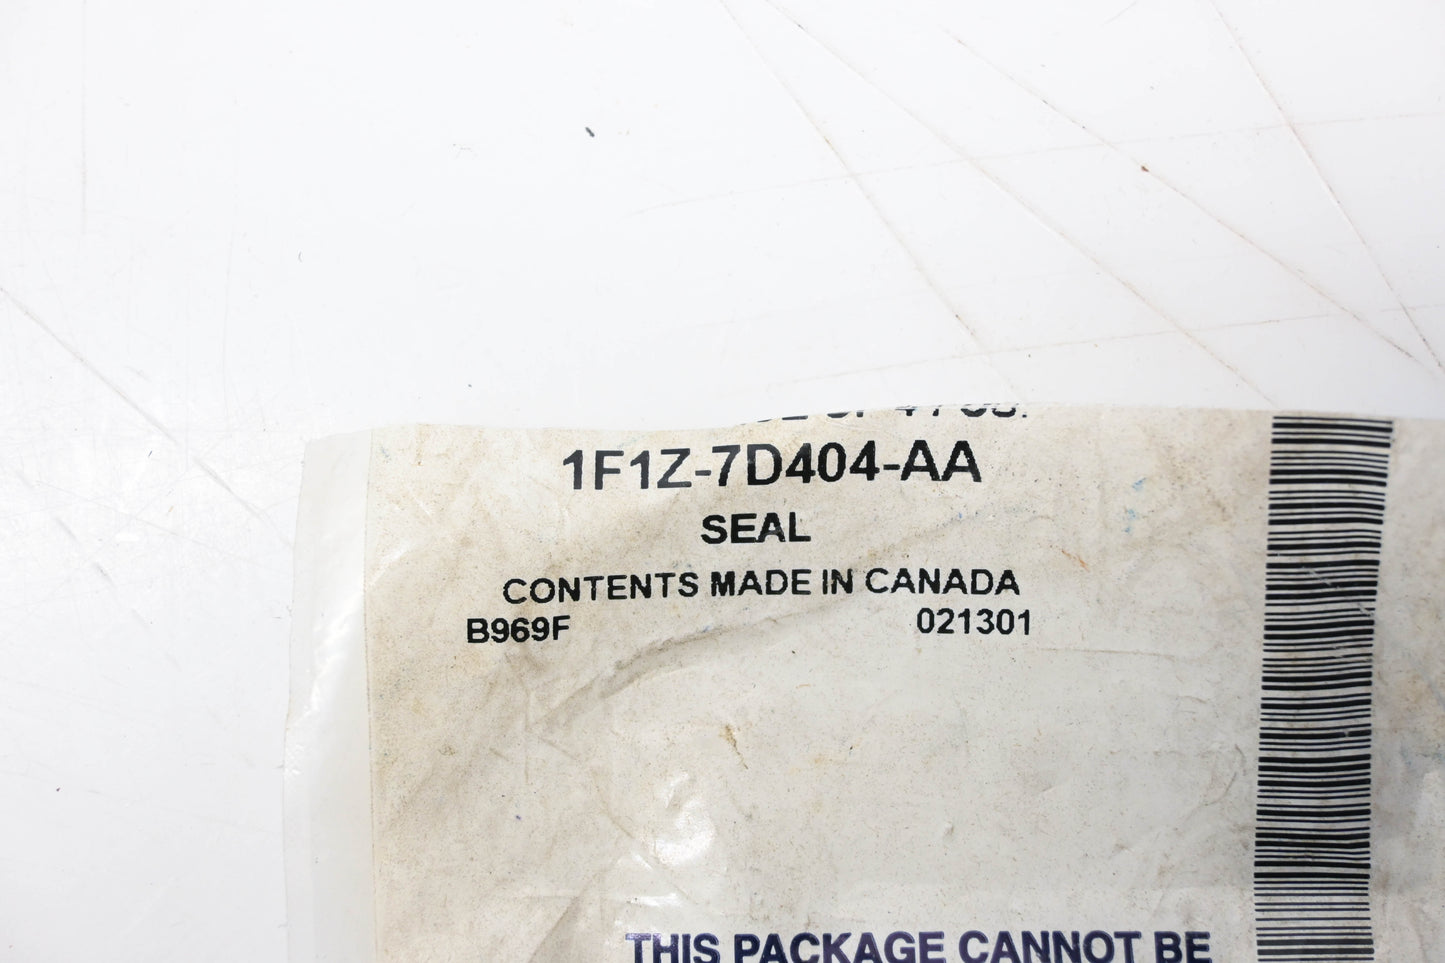 1F1Z-7D404-AA
SEAL
CONTENTS MADE IN CANADA
B969F 021301
THIS PACKAGE CANNOT BE